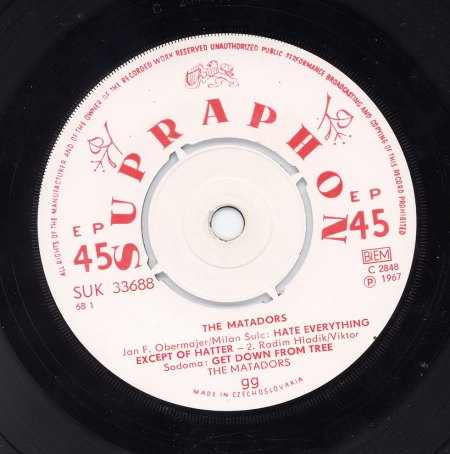 ALL RIGHTS OF THE MANUFACTURER AND OF THE OWNER OF THE RECORDED WORK RESERVED UNAUTHORIZED PUBLIC PERFORMANCE BROADCASTING AND COPYING OF THIS RECORD PROHIBITED
SUPRAPHON
EP
45
EP
45
SUK 33688
68 1
BIEM
C 2848
Ⓟ 1967
THE MATADORS
Jan F. Obermajer/Milan Sulc: HATE EVERYTHING
EXCEPT OF HATTER – 2. Radim Hladik/Viktor
Sodoma: GET DOWN FROM TREE
THE MATADORS
gg
MADE IN CZECHOSLOVAKIA